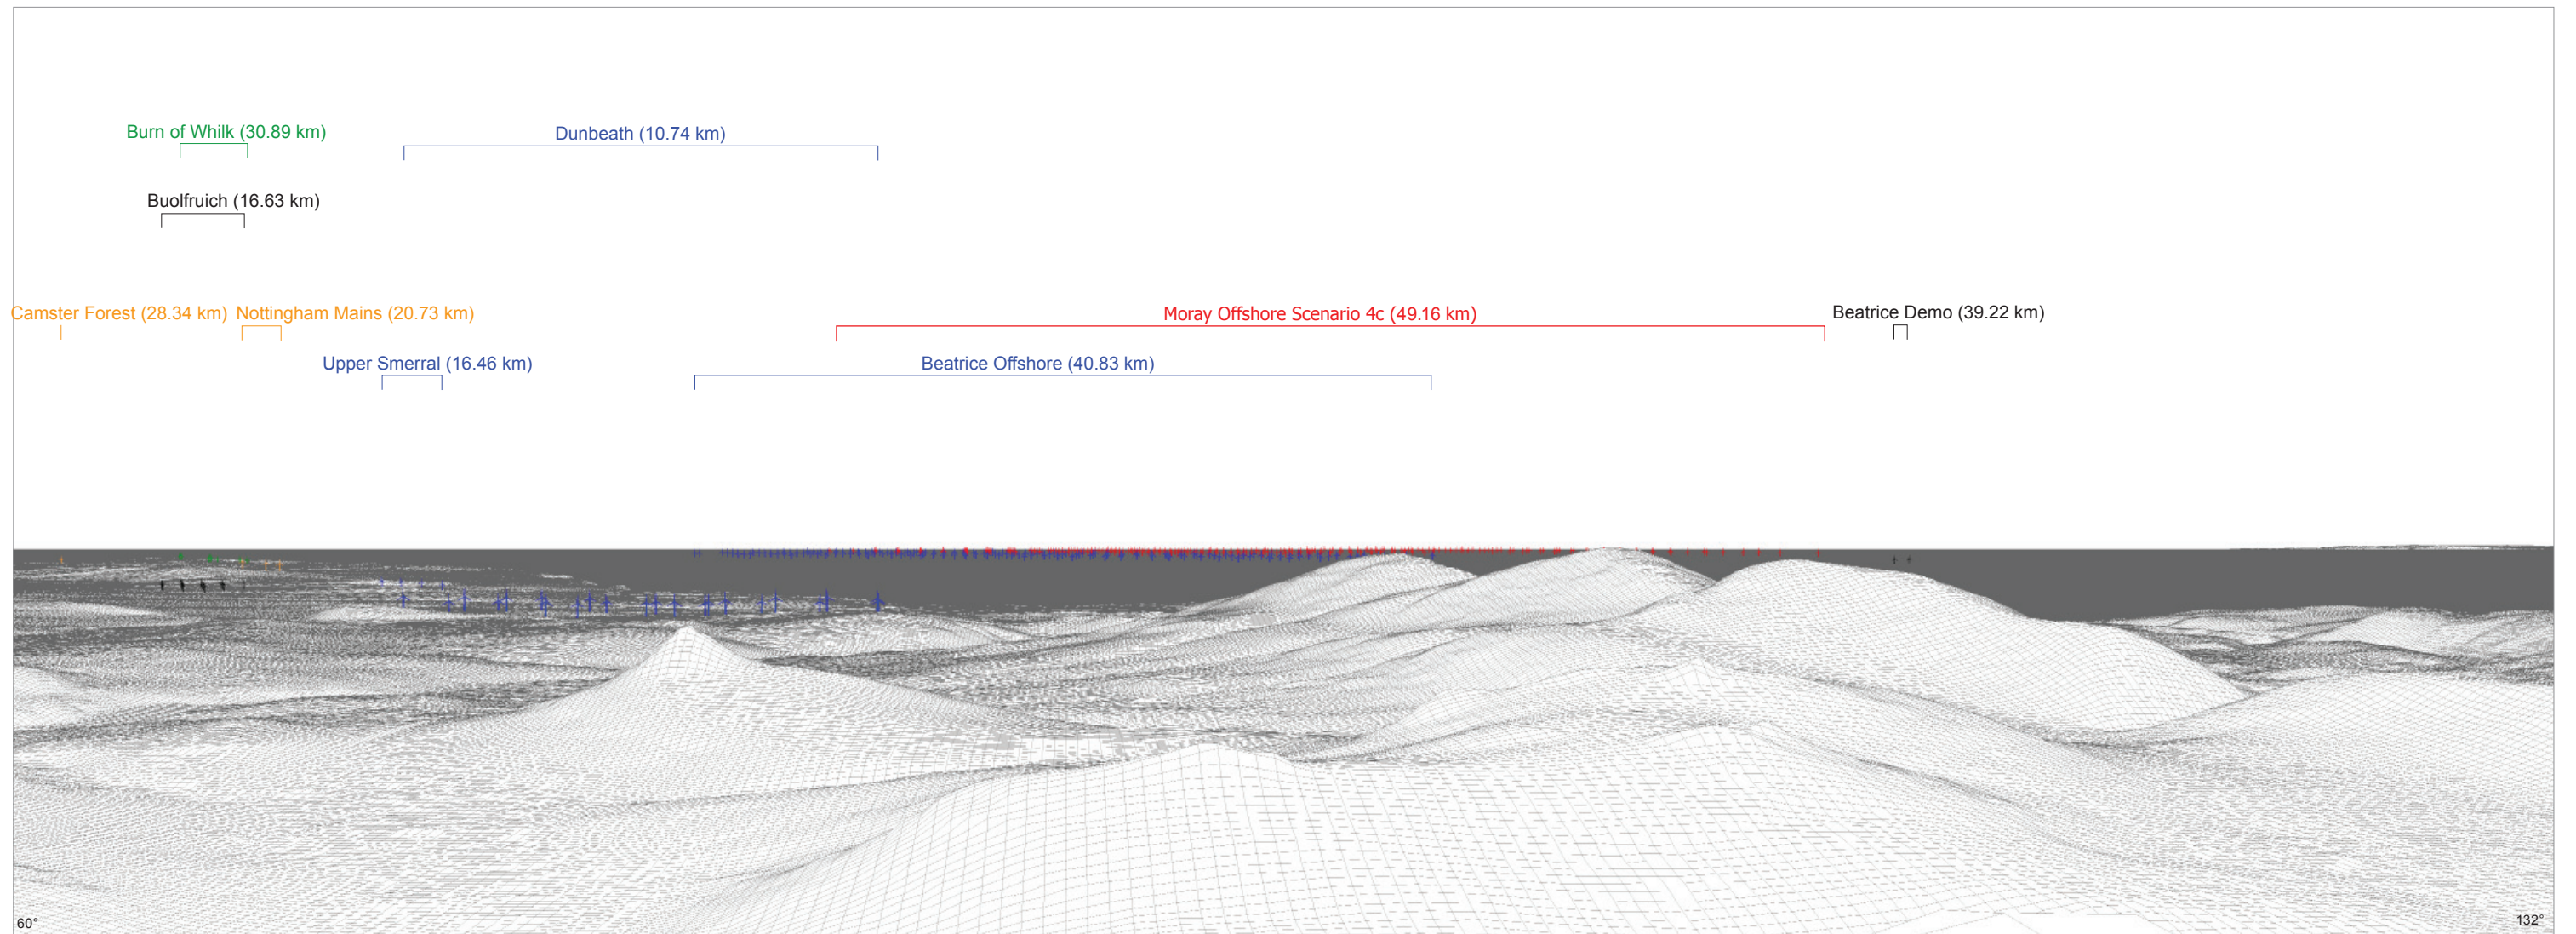 Burn of Whilk (30.89 km)
Dunbeath (10.74 km)
Buolfruich (16.63 km)
Camster Forest (28.34 km)
Nottingham Mains (20.73 km)
Moray Offshore Scenario 4c (49.16 km)
Beatrice Demo (39.22 km)
Upper Smerral (16.46 km)
Beatrice Offshore (40.83 km)
60°
132°